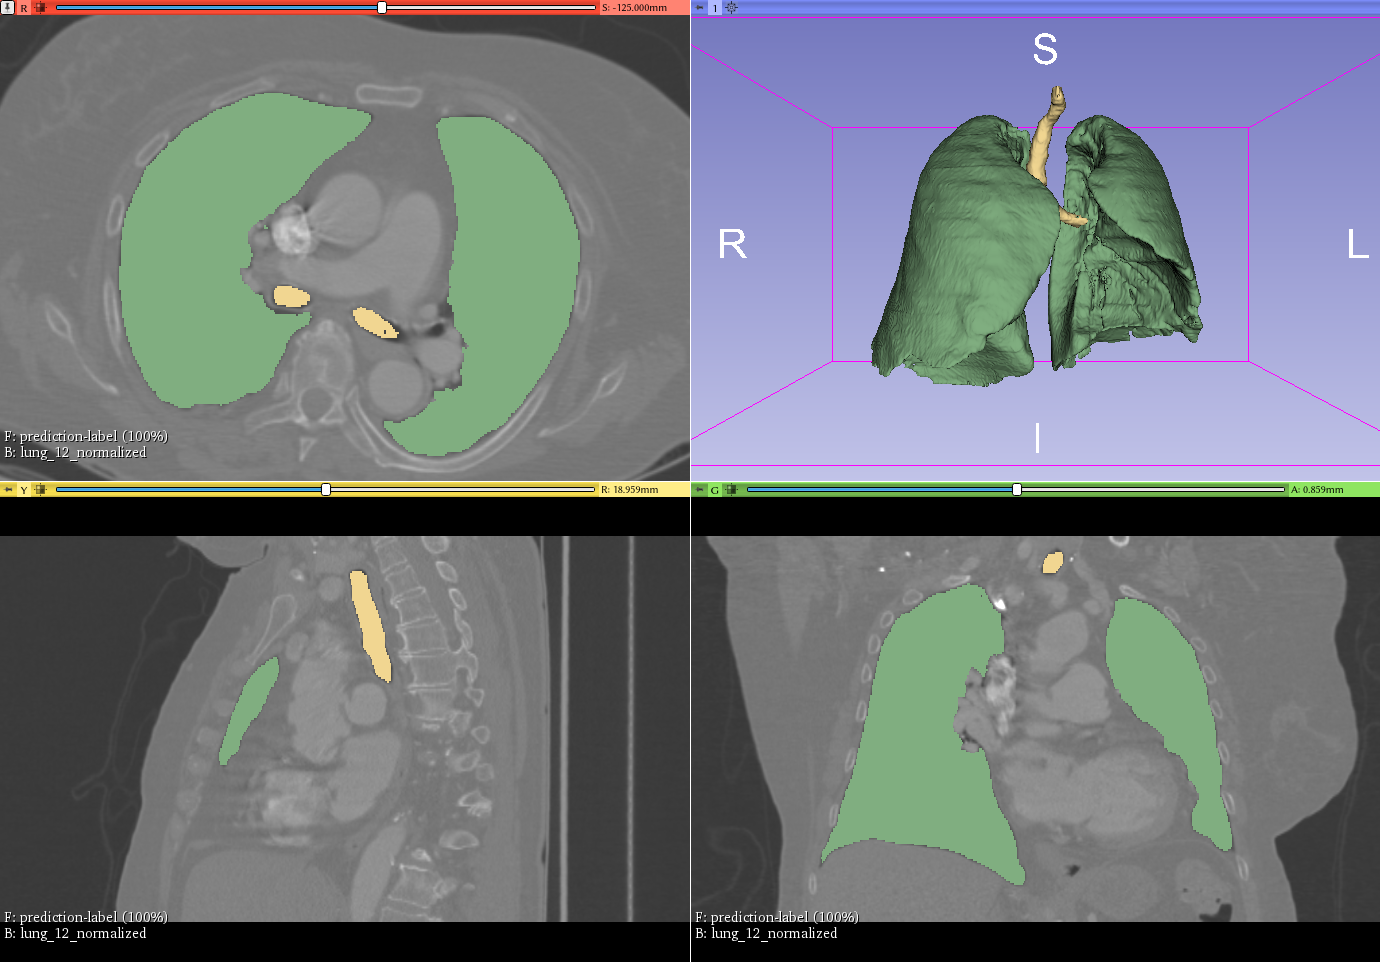 R S: -125.000mm
F: prediction-label (100%)
B: lung_12_normalized
1
S
R
L
I
Y R: 18.959mm
F: prediction-label (100%)
B: lung_12_normalized
G A: 0.859mm
F: prediction-label (100%)
B: lung_12_normalized